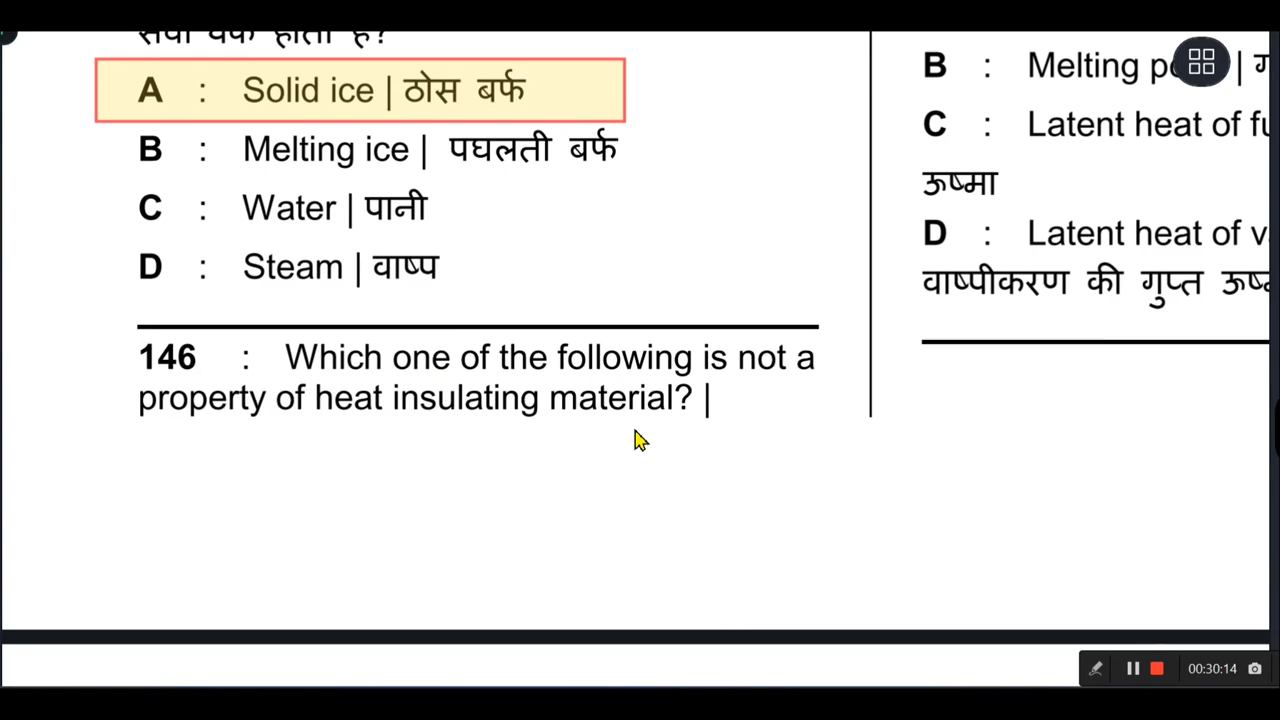 A : Solid ice | ठोस बर्फ
B : Melting ice | पघलती बर्फ
C : Water | पानी
D : Steam | वाष्प
146 : Which one of the following is not a
property of heat insulating material? |
B : Melting |
C : Latent heat of
ऊष्मा
D : Latent heat of
वाष्पीकरण की गुप्त
00:30:14